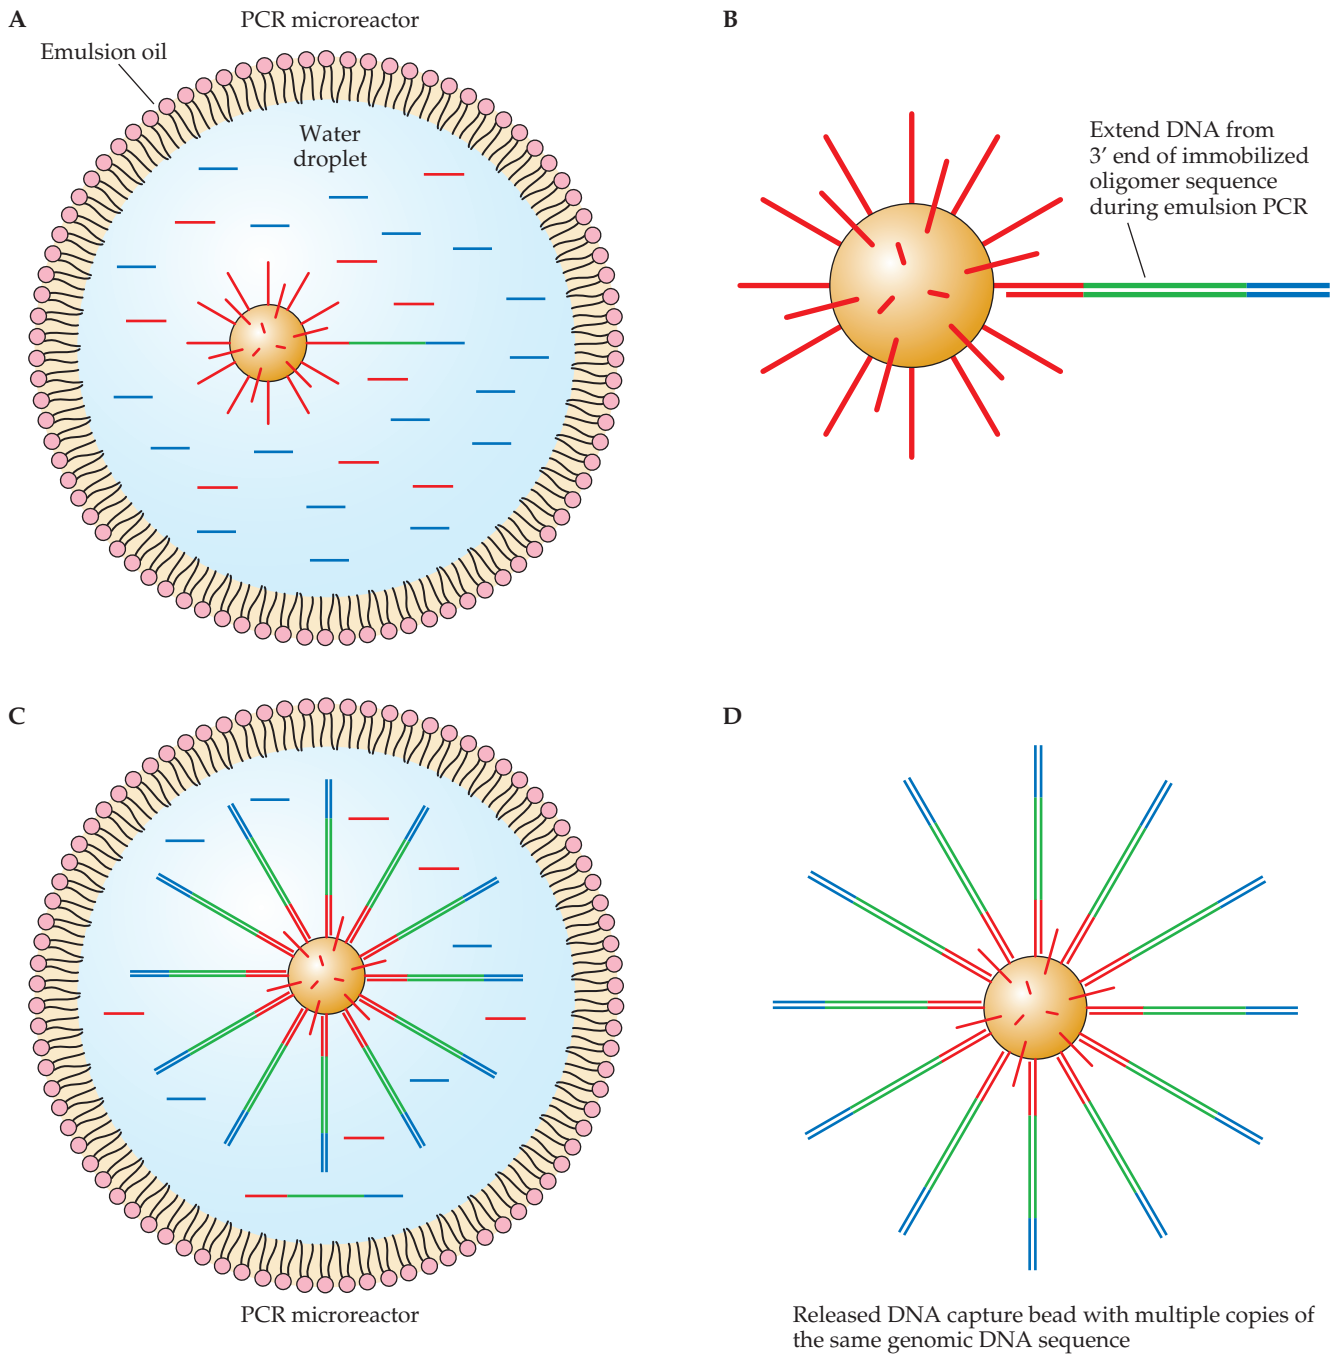 A
PCR microreactor
Emulsion oil
Water
droplet
B
Extend DNA from
3′ end of immobilized
oligomer sequence
during emulsion PCR
C
PCR microreactor
D
Released DNA capture bead with multiple copies of
the same genomic DNA sequence